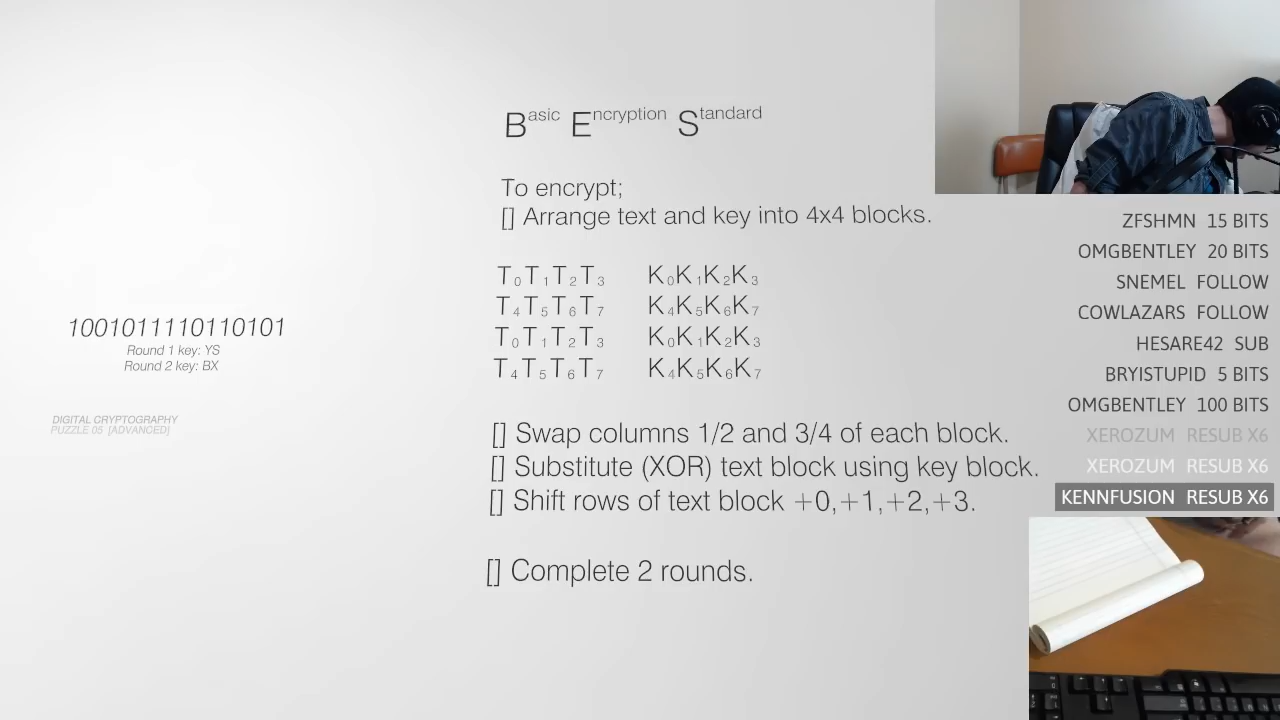 Basic Encryption Standard
To encrypt;
[] Arrange text and key into 4x4 blocks.
T0T1T2T3 K0K1K2K3
T4T5T6T7 K4K5K6K7
T0T1T2T3 K0K1K2K3
T4T5T6T7 K4K5K6K7
[] Swap columns 1/2 and 3/4 of each block.
[] Substitute (XOR) text block using key block.
[] Shift rows of text block +0,+1,+2,+3.
[] Complete 2 rounds.
1001011110110101
Round 1 key: YS
Round 2 key: BX
DIGITAL CRYPTOGRAPHY
PUZZLE 05 [ADVANCED]
ZFSHMN 15 BITS
OMGBENTLEY 20 BITS
SNEMEL FOLLOW
COWLAZARS FOLLOW
HESARE42 SUB
BRYISTUPID 5 BITS
OMGBENTLEY 100 BITS
XEROZUM RESUB X6
XEROZUM RESUB X6
KENNFUSION RESUB X6